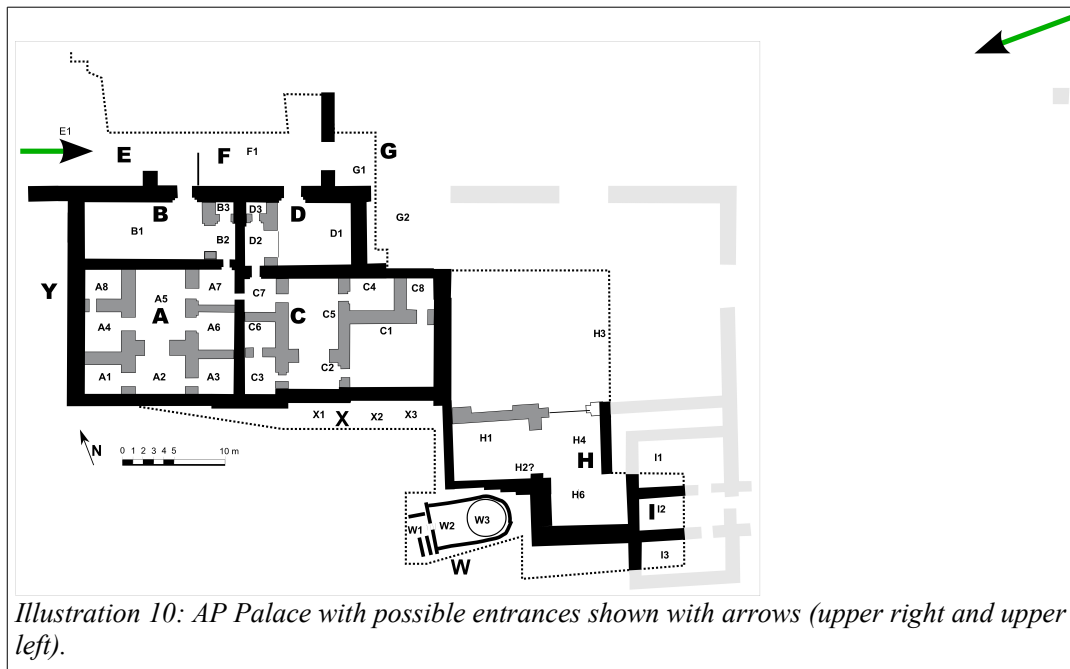 E1
E
F
F1
G
G1
G2
B
B1
B3
B2
D3
D
D2
D1
Y
A8
A5
A7
A
A4
A6
A1
A2
A3
C7
C4
C8
C
C5
C6
C1
C3
C2
H3
X1
X
X2
X3
N
0 1 2 3 4 5 10 m
H1
H4
H
H2?
H6
I1
I
I2
I3
W1
W2
W3
W
Illustration 10: AP Palace with possible entrances shown with arrows (upper right and upper
left).